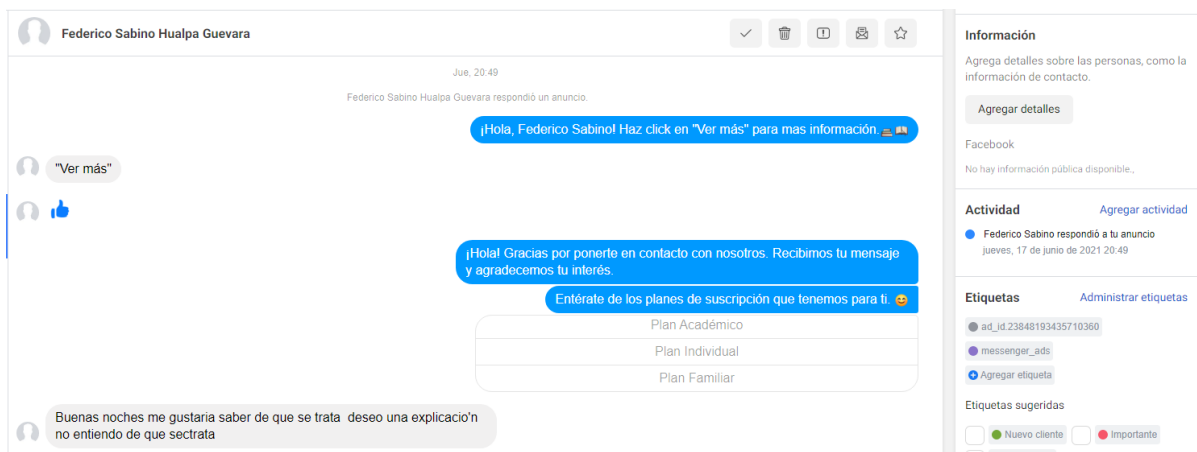 Federico Sabino Hualpa Guevara
Jue, 20:49
Federico Sabino Hualpa Guevara respondió un anuncio.
¡Hola, Federico Sabino! Haz click en "Ver más" para mas información.
"Ver más"
¡Hola! Gracias por ponerte en contacto con nosotros. Recibimos tu mensaje
y agradecemos tu interés.
Entérate de los planes de suscripción que tenemos para ti.
Plan Académico
Plan Individual
Plan Familiar
Buenas noches me gustaria saber de que se trata deseo una explicacio'n
no entiendo de que sectrata
Información
Agrega detalles sobre las personas, como la
información de contacto.
Agregar detalles
Facebook
No hay información pública disponible.,
Actividad
Agregar actividad
Federico Sabino respondió a tu anuncio
jueves, 17 de junio de 2021 20:49
Etiquetas
Administrar etiquetas
ad_id.23848193435710360
messenger_ads
Agregar etiqueta
Etiquetas sugeridas
Nuevo cliente
Importante